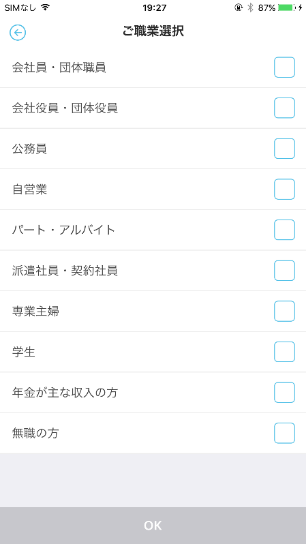 SIMなし 19:27 87%
ご職業選択
会社員・団体職員
会社役員・団体役員
公務員
自営業
パート・アルバイト
派遣社員・契約社員
専業主婦
学生
年金が主な収入の方
無職の方
OK